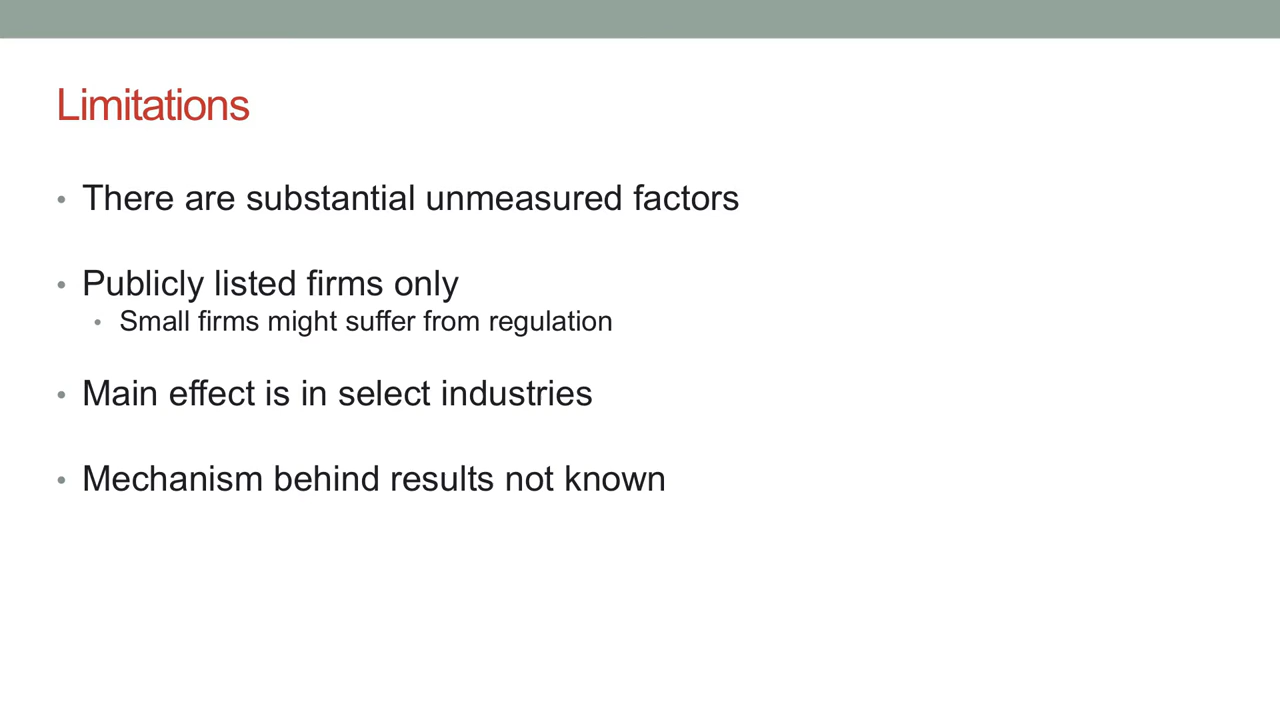 Limitations
• There are substantial unmeasured factors
• Publicly listed firms only
• Small firms might suffer from regulation
• Main effect is in select industries
• Mechanism behind results not known